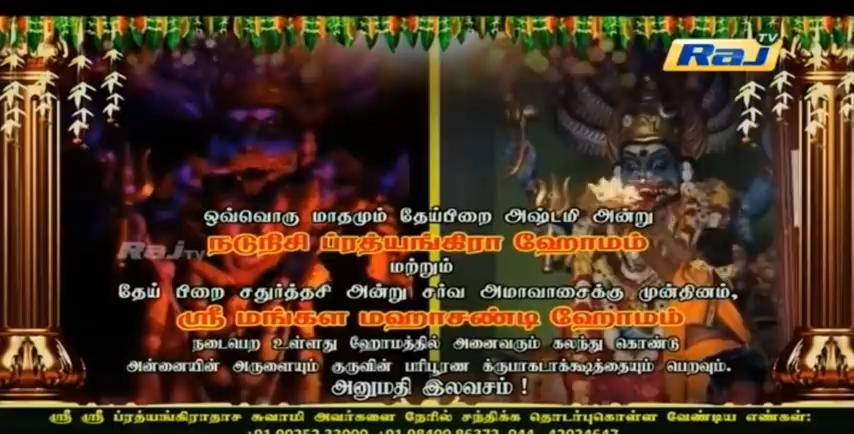 Raj TV
ஒவ்வொரு மாதமும் தேய்பிறை அஷ்டமி அன்று
நடுநிசி ப்ரத்யங்கிரா ஹோமம்
Raj TV
மற்றும்
தேய் பிறை சதுர்த்தசி அன்று சர்வ அமாவாசைக்கு முன்தினம்,
ஸ்ரீ மங்கள மஹாசண்டி ஹோமம்
நடைபெற உள்ளது ஹோமத்தில் அனைவரும் கலந்து கொண்டு
அன்னையின் அருளையும் குருவின் பரிபூரண க்ருபாகடாக்ஷத்தையும் பெறவும்.
அனுமதி இலவசம் !
ஸ்ரீ ஸ்ரீ ப்ரத்யங்கிராதாச சுவாமி அவர்களை நேரில் சந்திக்க தொடர்புகொள்ள வேண்டிய எண்கள்: